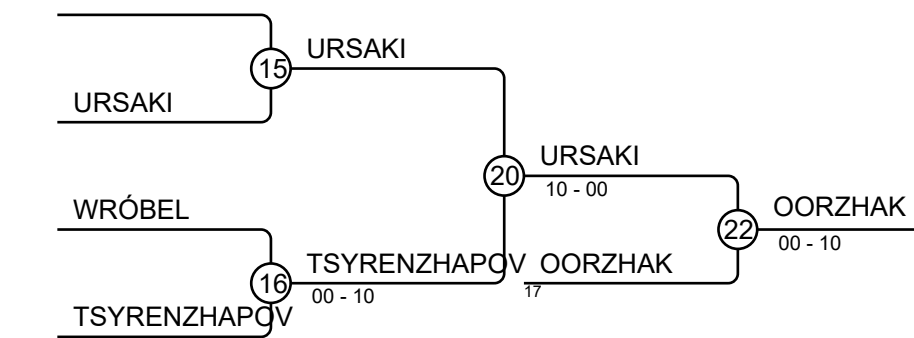 URSAKI
15
URSAKI
URSAKI
20
10 - 00
WRÓBEL
OORZHAK
22
00 - 10
TSYRENZHAPOV
OORZHAK
16
00 - 10
17
TSYRENZHAPOV